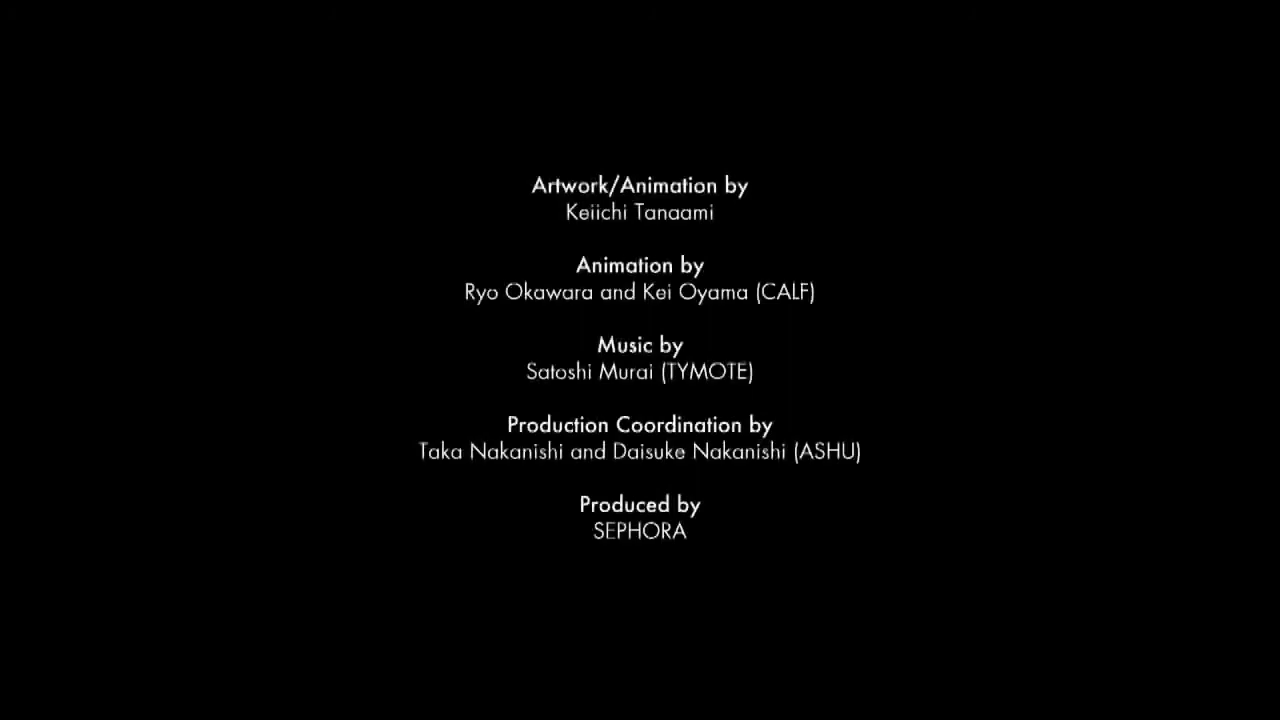 Artwork/Animation by
Keiichi Tanaami
Animation by
Ryo Okawara and Kei Oyama (CALF)
Music by
Satoshi Murai (TYMOTE)
Production Coordination by
Taka Nakanishi and Daisuke Nakanishi (ASHU)
Produced by
SEPHORA